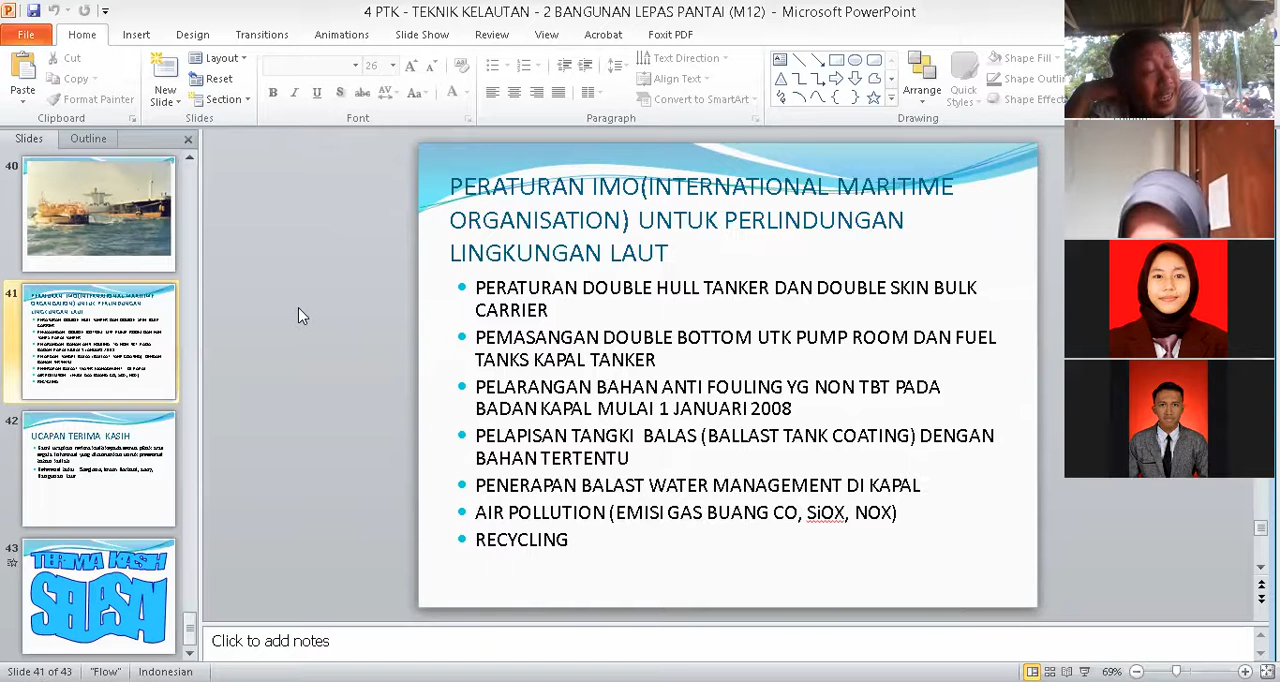 4 PTK - TEKNIK KELAUTAN - 2 BANGUNAN LEPAS PANTAI (M12) - Microsoft PowerPoint
File Home Insert Design Transitions Animations Slide Show Review View Acrobat Foxit PDF
Cut
Copy
Format Painter
Paste
Clipboard
New
Slide
Layout
Reset
Section
Slides
26
Font
Text Direction
Align Text
Convert to SmartArt
Paragraph
Arrange
Quick
Styles
Shape Fill
Shape Outlin
Shape Effect
Drawing
Slides Outline
40
41
42
UCAPAN TERIMA KASIH
43
TERIMA KASIH
SELESAI
PERATURAN IMO(INTERNATIONAL MARITIME
ORGANISATION) UNTUK PERLINDUNGAN
LINGKUNGAN LAUT
PERATURAN DOUBLE HULL TANKER DAN DOUBLE SKIN BULK
CARRIER
PEMASANGAN DOUBLE BOTTOM UTK PUMP ROOM DAN FUEL
TANKS KAPAL TANKER
PELARANGAN BAHAN ANTI FOULING YG NON TBT PADA
BADAN KAPAL MULAI 1 JANUARI 2008
PELAPISAN TANGKI BALAS (BALLAST TANK COATING) DENGAN
BAHAN TERTENTU
PENERAPAN BALAST WATER MANAGEMENT DI KAPAL
AIR POLLUTION (EMISI GAS BUANG CO, SiOX, NOX)
RECYCLING
Click to add notes
Slide 41 of 43 "Flow" Indonesian 69%